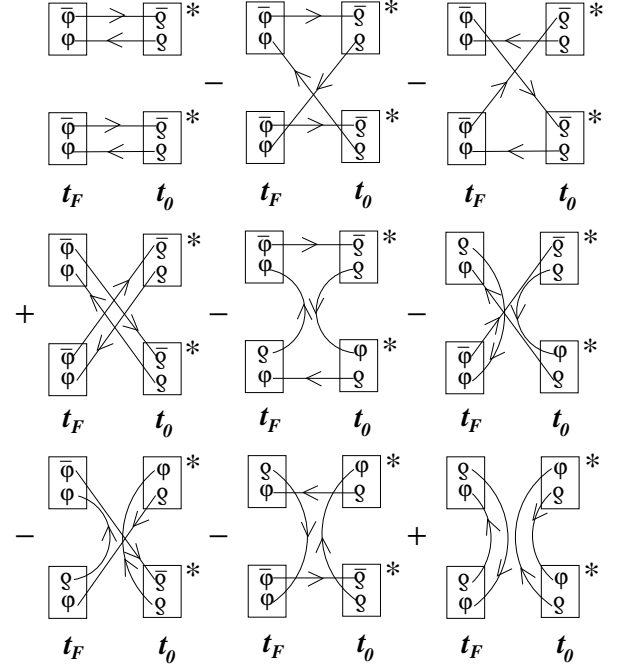 φ̄ ϱ̄ * φ̄ ϱ̄ * φ̄ ϱ̄ *
φ ϱ φ ϱ φ ϱ
− −
φ̄ ϱ̄ * φ̄ ϱ̄ * φ̄ ϱ̄ *
φ ϱ φ ϱ φ ϱ
t_F t_0 t_F t_0 t_F t_0
φ̄ ϱ̄ * φ̄ ϱ̄ * ϱ ϱ̄ *
φ ϱ φ ϱ φ ϱ
+ − −
φ̄ ϱ̄ * ϱ φ * φ̄ φ *
φ ϱ φ ϱ φ ϱ
t_F t_0 t_F t_0 t_F t_0
φ̄ φ * ϱ φ * ϱ φ *
φ ϱ φ ϱ φ ϱ
− − +
ϱ ϱ̄ * φ̄ ϱ̄ * ϱ φ *
φ ϱ φ ϱ φ ϱ
t_F t_0 t_F t_0 t_F t_0